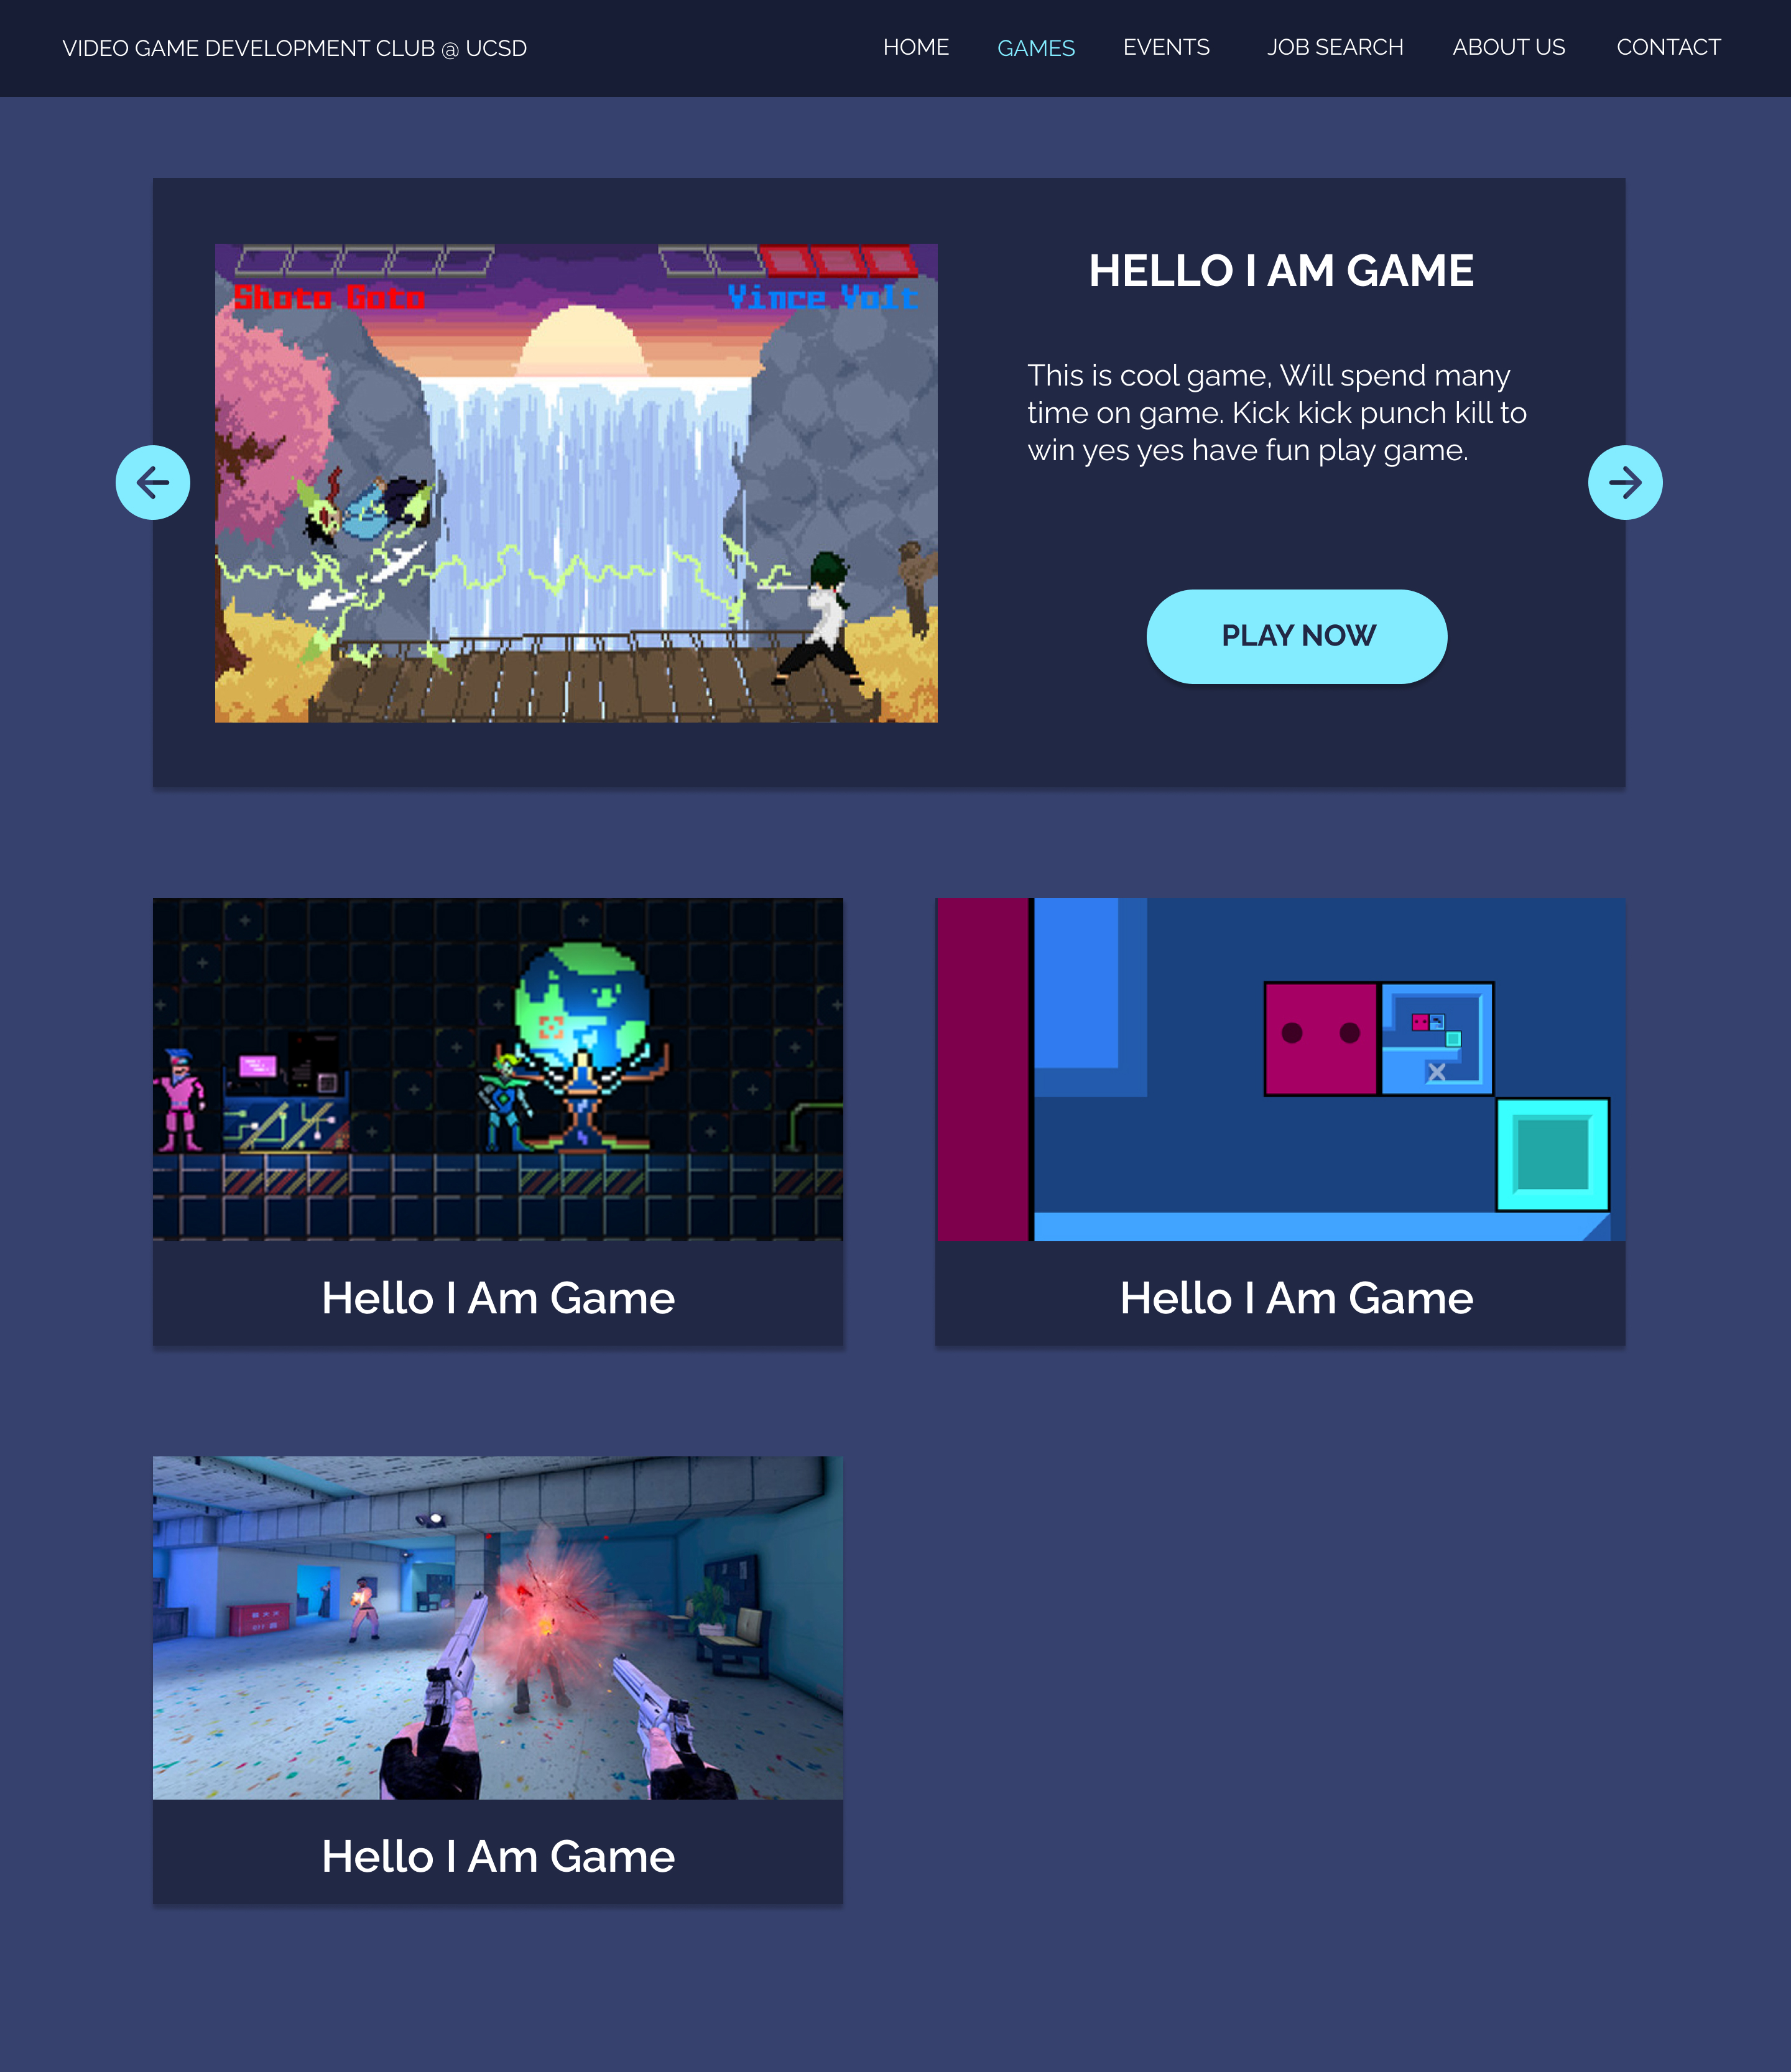 VIDEO GAME DEVELOPMENT CLUB @ UCSD
HOME GAMES EVENTS JOB SEARCH ABOUT US CONTACT
Shoto Goto
Vince Volt
HELLO I AM GAME
This is cool game, Will spend many
time on game. Kick kick punch kill to
win yes yes have fun play game.
PLAY NOW
Hello I Am Game
Hello I Am Game
Hello I Am Game